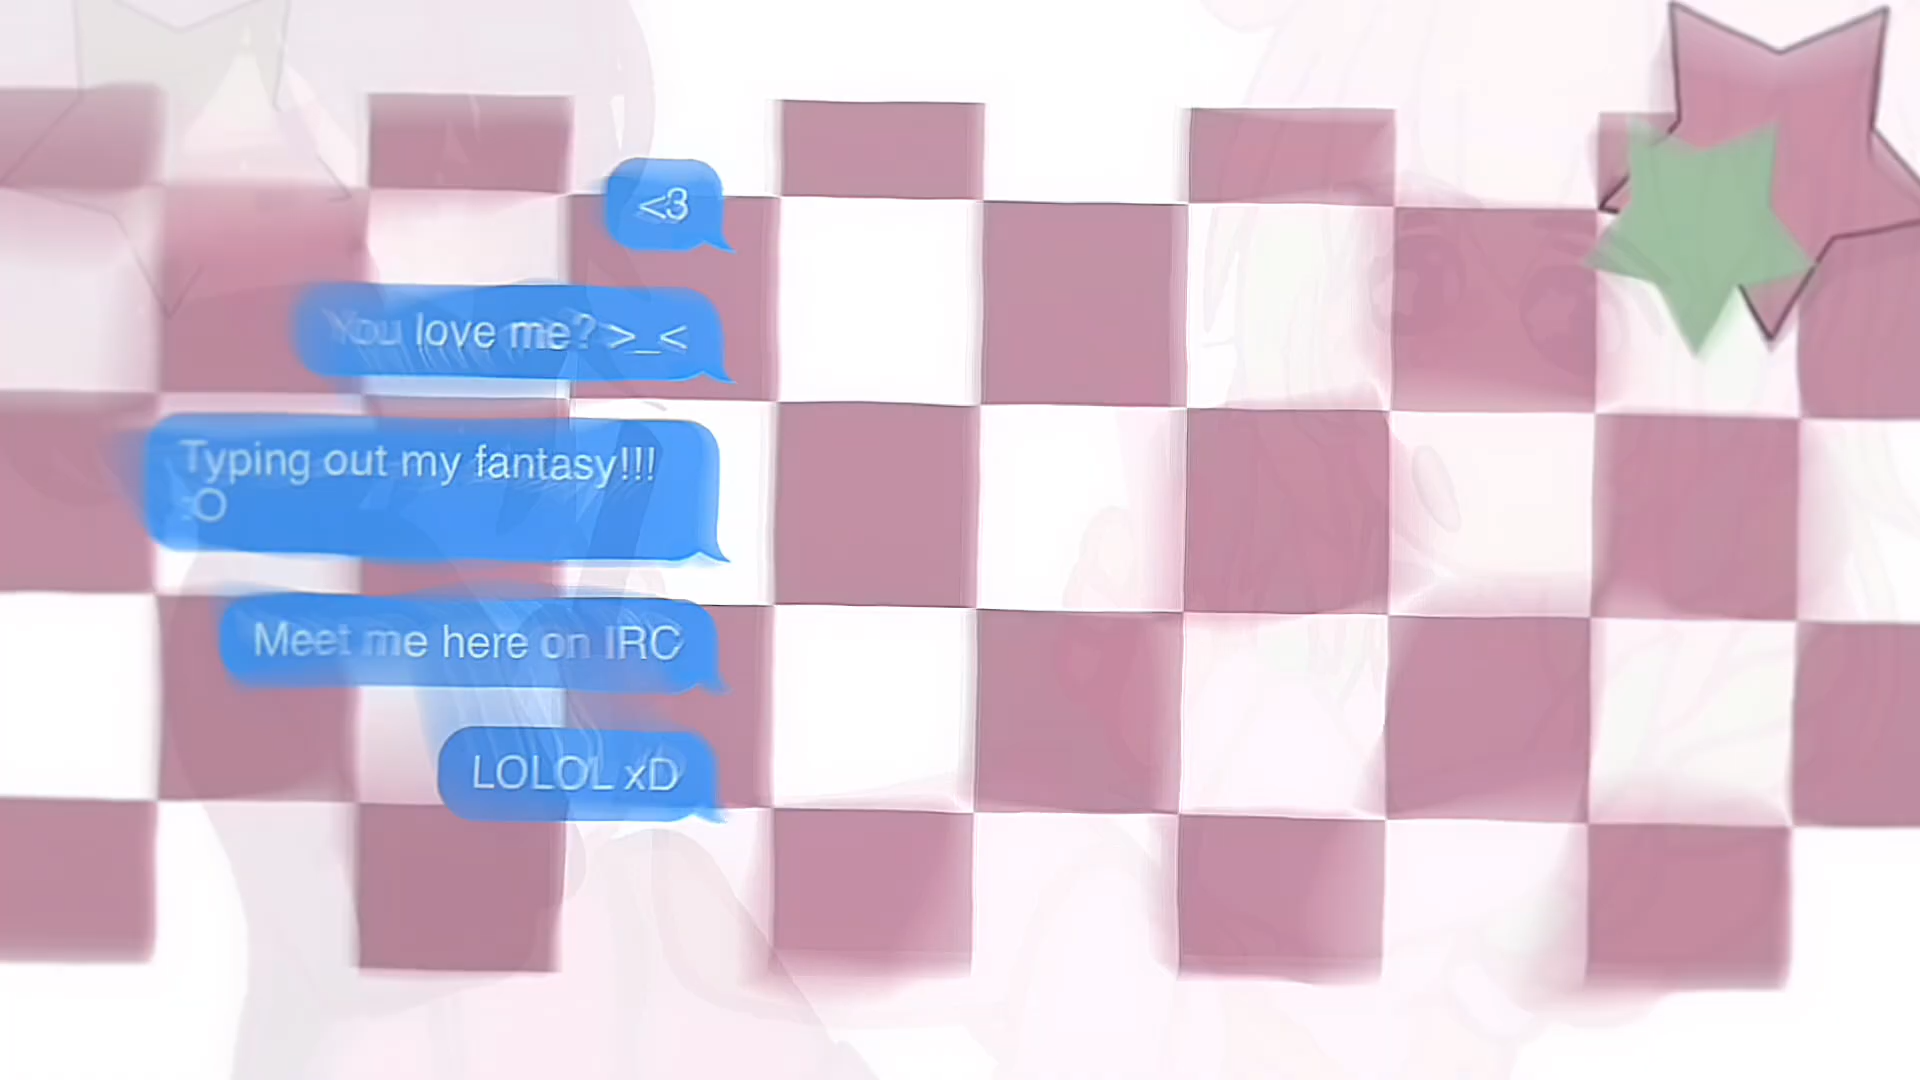 <3
You love me? >_<
Typing out my fantasy!!!
:O
Meet me here on IRC
LOLOL xD